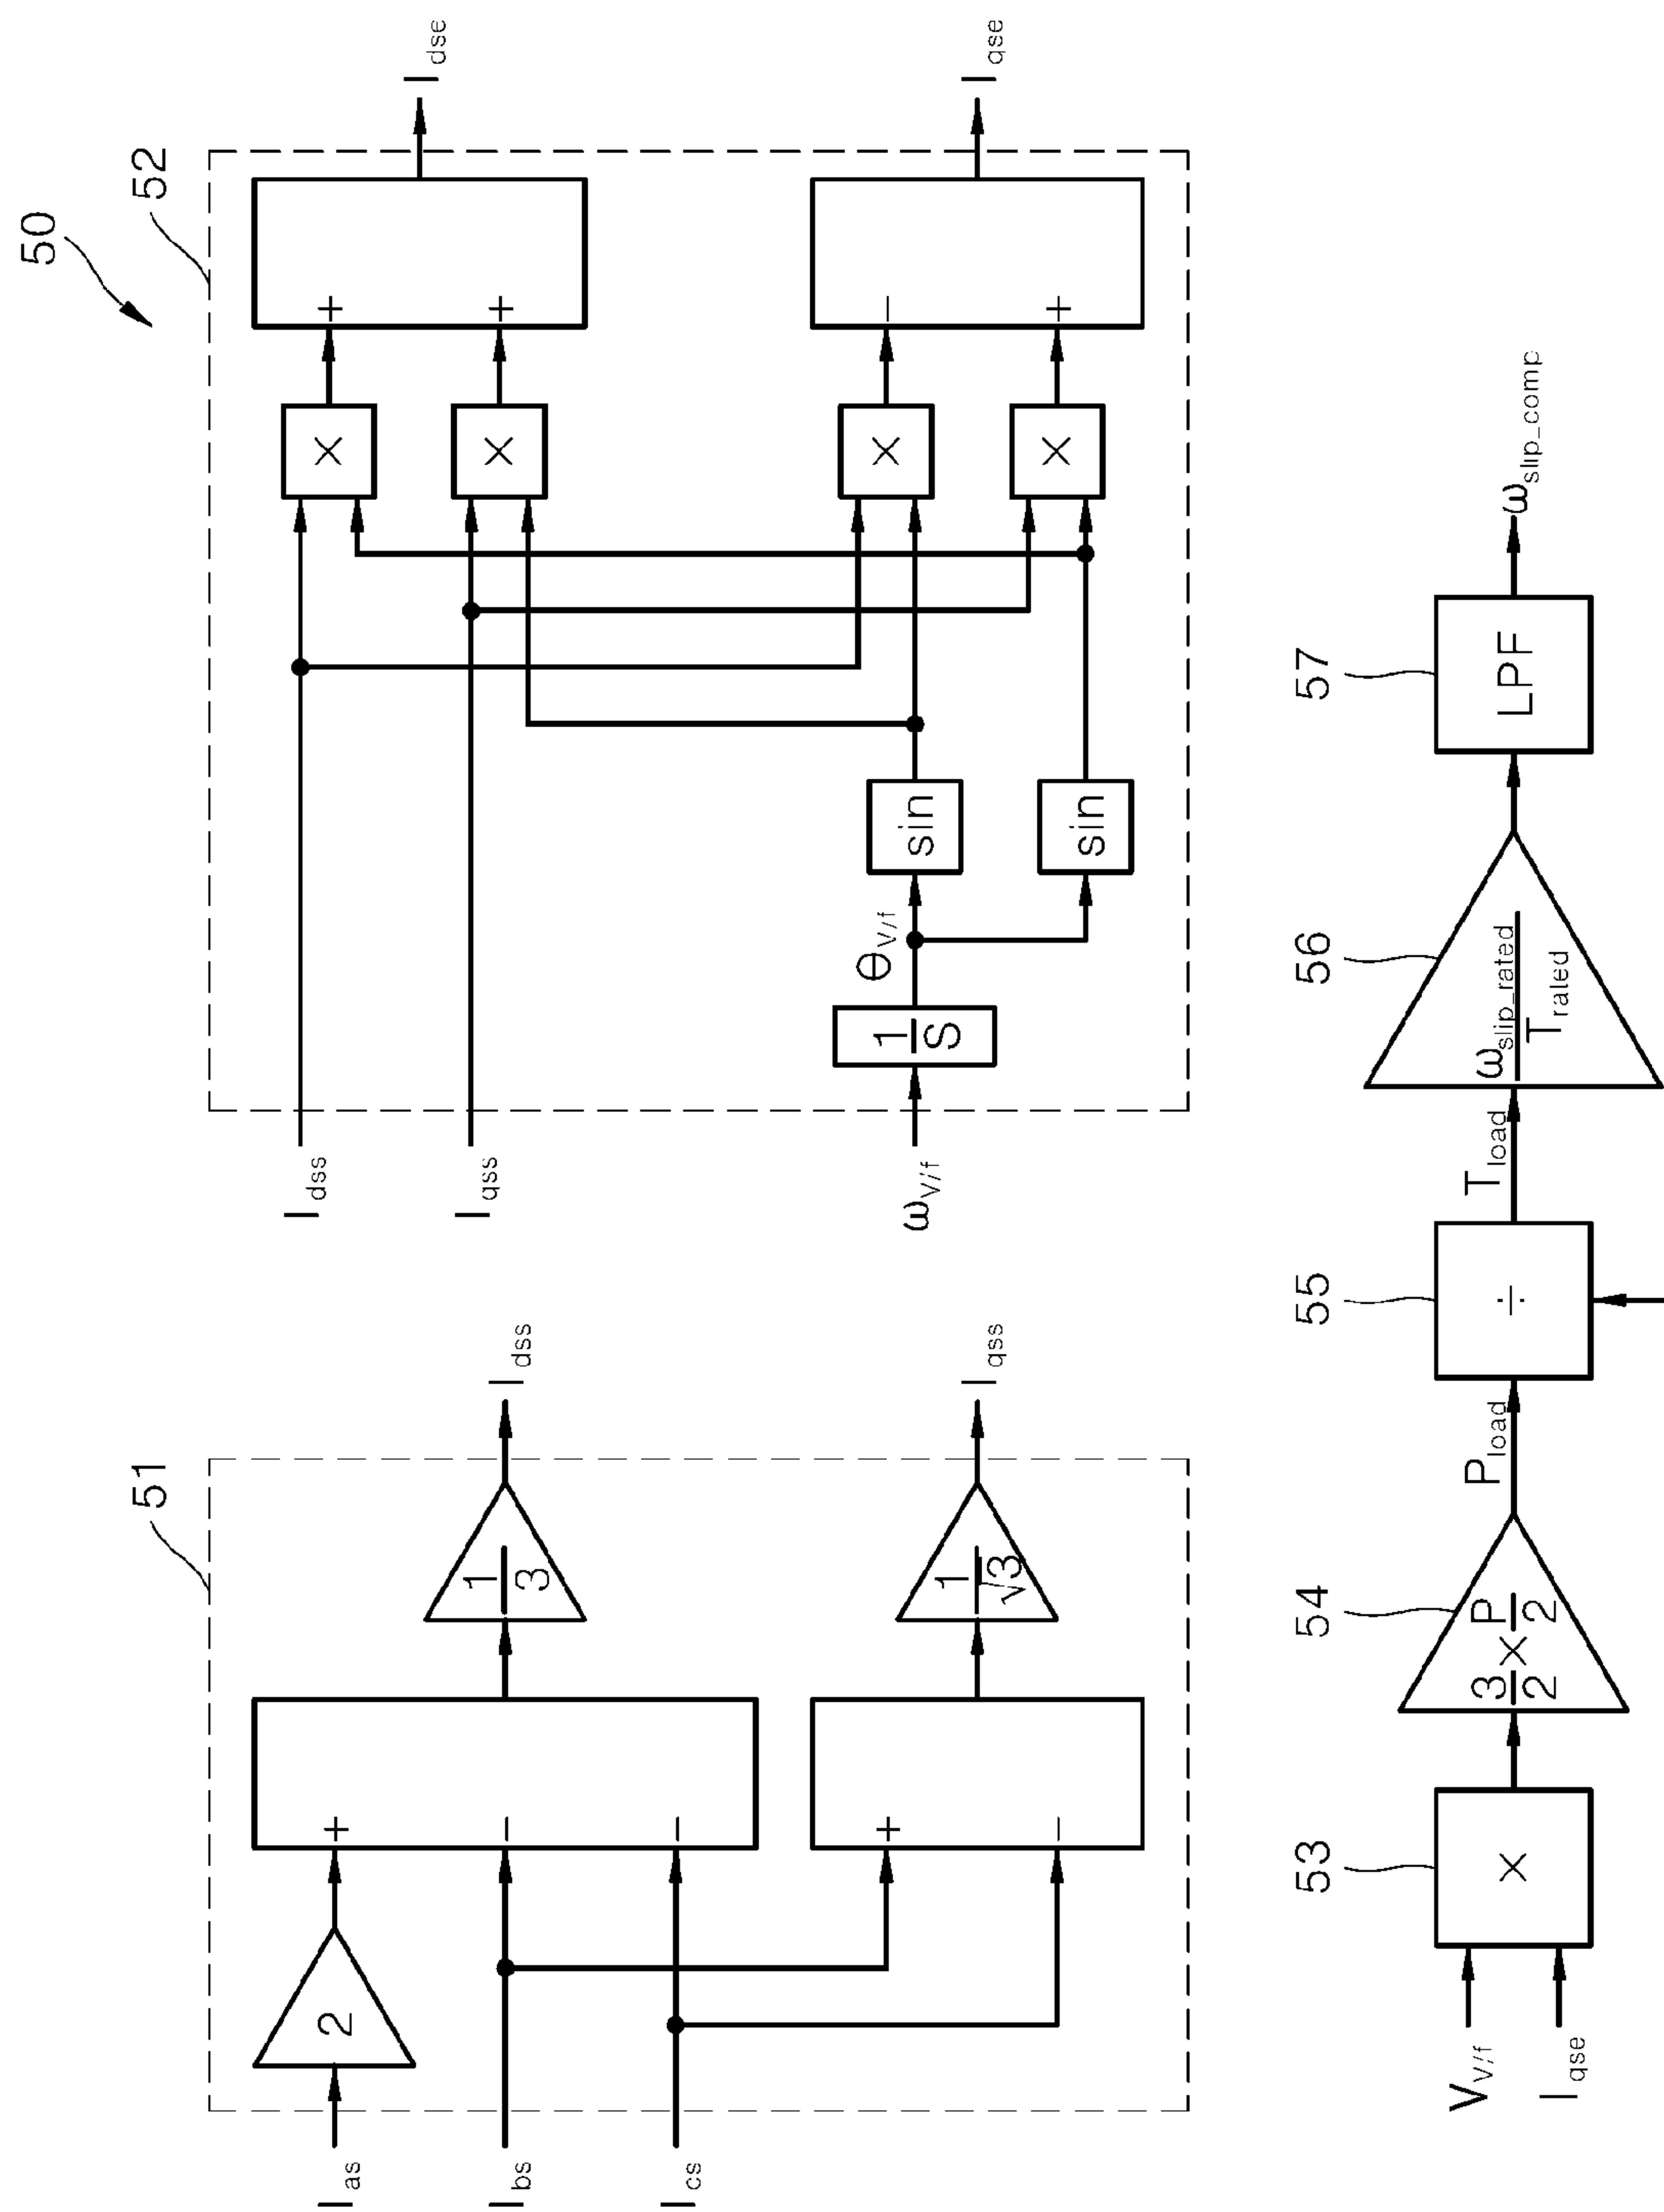 50
51
I_as
I_bs
I_cs
2
+
−
−
+
−
1/3
1/√3
I_dss
I_qss
52
I_dss
I_qss
ω_V/f
1/S
θ_V/f
sin
sin
×
×
×
×
+
+
−
+
I_dse
I_qse
V_V/f
I_qse
53
×
54
3/2 × P/2
P_load
55
÷
T_load
56
ω_slip_rated/T_rated
57
LPF
ω_slip_comp